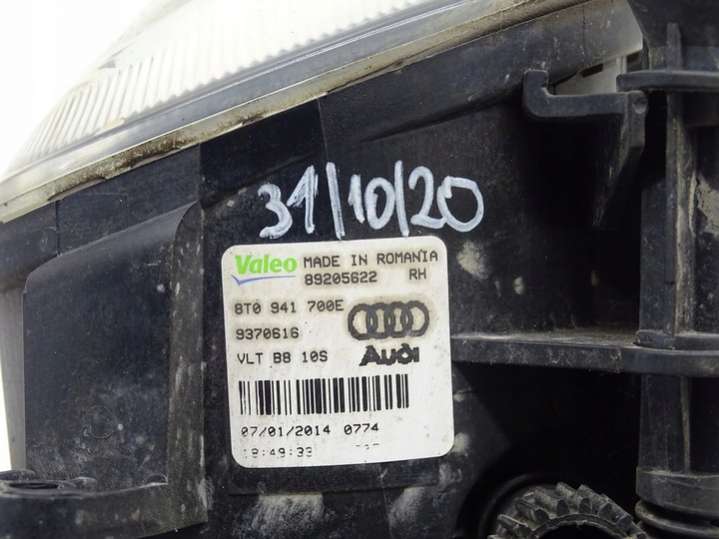 31/10/20
Valeo MADE IN ROMANIA
89205622 RH
8T0 941 700E
9370616
VLT B8 10S
Audi
07/01/2014 0774
18:49:33